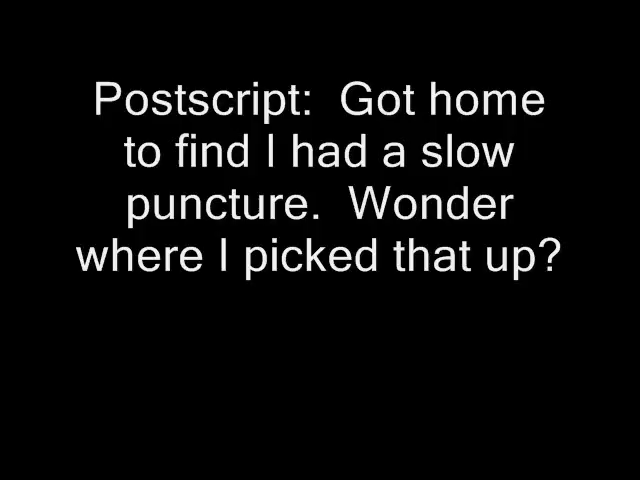 Postscript:  Got home
to find I had a slow
puncture.  Wonder
where I picked that up?